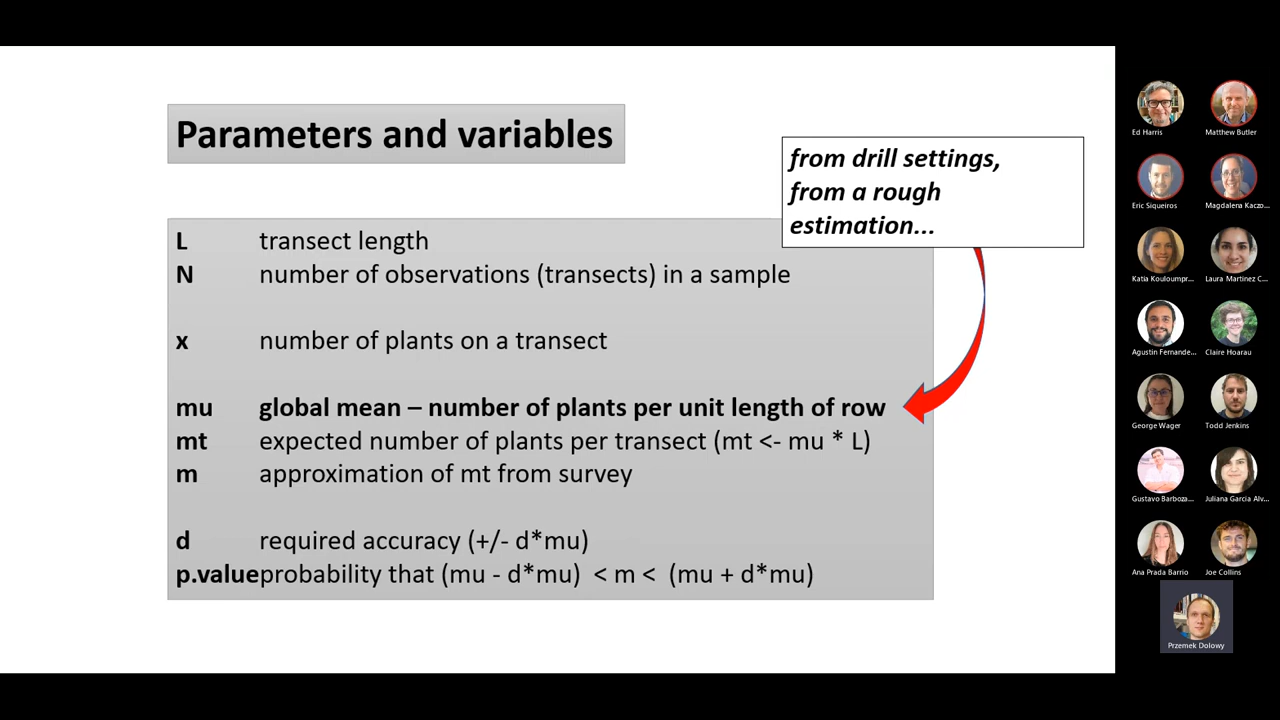 Parameters and variables
from drill settings,
from a rough
estimation...
L transect length
N number of observations (transects) in a sample
x number of plants on a transect
mu global mean – number of plants per unit length of row
mt expected number of plants per transect (mt <- mu * L)
m approximation of mt from survey
d required accuracy (+/- d*mu)
p.value probability that (mu - d*mu) < m < (mu + d*mu)
Ed Harris
Matthew Butler
Eric Siqueiros
Magdalena Kaczo...
Katia Kouloumpr...
Laura Martinez C...
Agustin Fernande...
Claire Hoarau
George Wager
Todd Jenkins
Gustavo Barboza...
Juliana Garcia Alv...
Ana Prada Barrio
Joe Collins
Przemek Dolowy